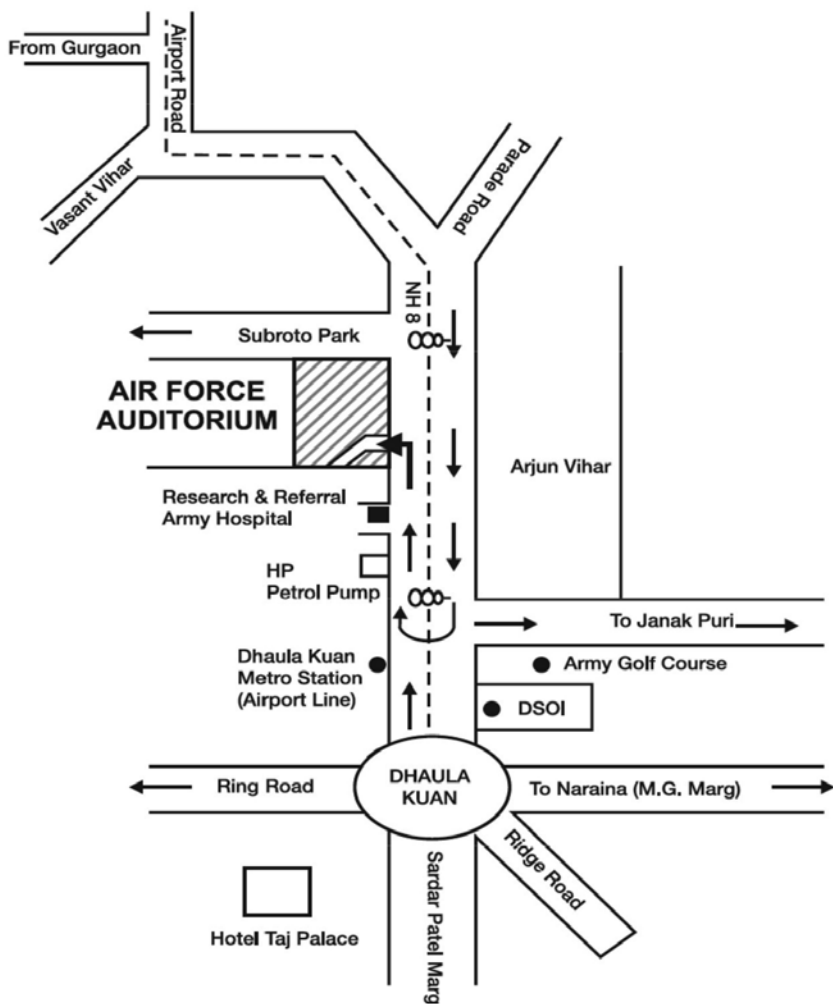 From Gurgaon
Airport Road
Vasant Vihar
Parade Road
NH 8
Subroto Park
AIR FORCE
AUDITORIUM
Arjun Vihar
Research & Referral
Army Hospital
HP
Petrol Pump
To Janak Puri
Dhaula Kuan
Metro Station
(Airport Line)
Army Golf Course
DSOI
Ring Road
DHAULA
KUAN
To Naraina (M.G. Marg)
Ridge Road
Sardar Patel Marg
Hotel Taj Palace